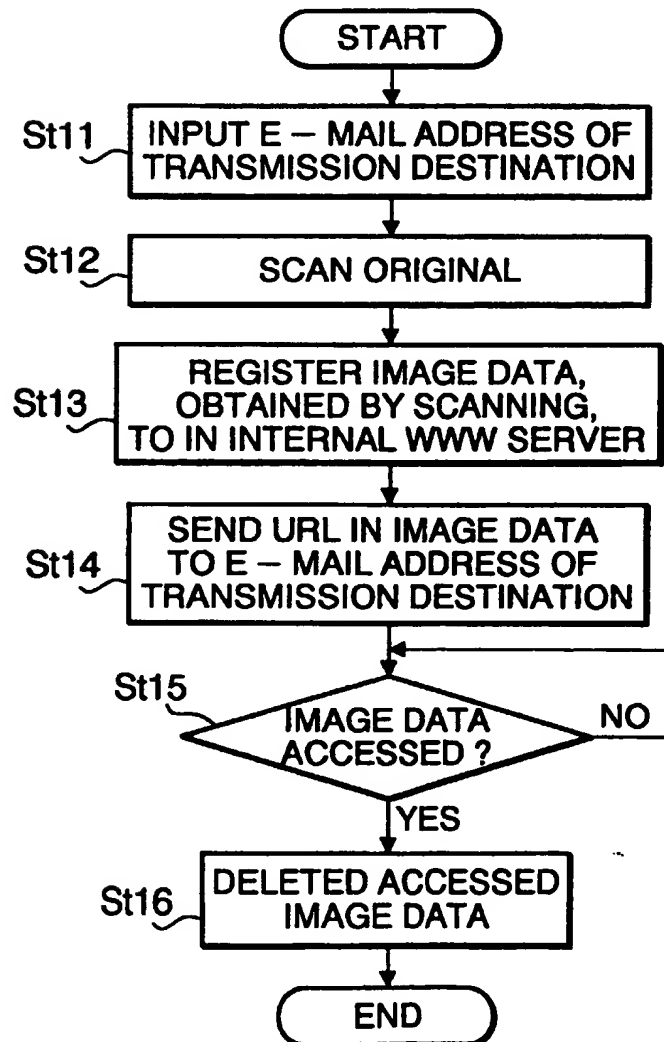 START
St11
INPUT E – MAIL ADDRESS OF
TRANSMISSION DESTINATION
St12
SCAN ORIGINAL
St13
REGISTER IMAGE DATA,
OBTAINED BY SCANNING,
TO IN INTERNAL WWW SERVER
St14
SEND URL IN IMAGE DATA
TO E – MAIL ADDRESS OF
TRANSMISSION DESTINATION
St15
IMAGE DATA
ACCESSED ?
NO
YES
St16
DELETED ACCESSED
IMAGE DATA
END